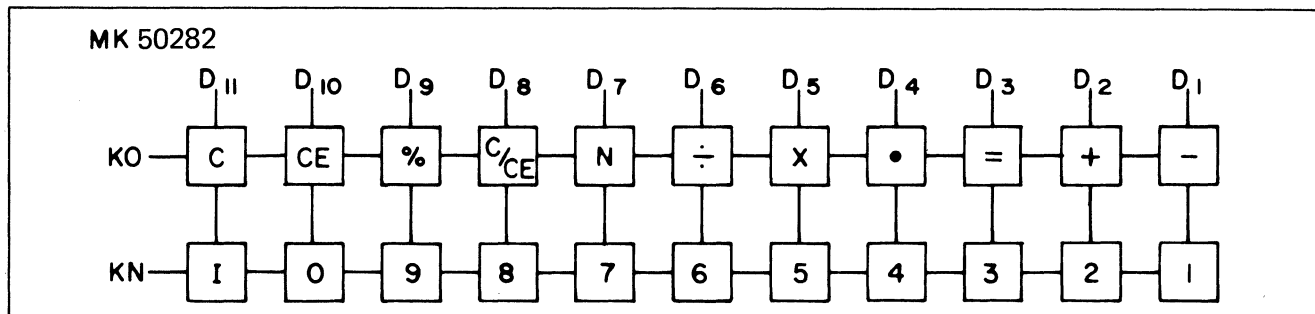 MK 50282
D11 D10 D9 D8 D7 D6 D5 D4 D3 D2 D1
KO C CE % C/CE N ÷ X • = + −
KN I 0 9 8 7 6 5 4 3 2 1